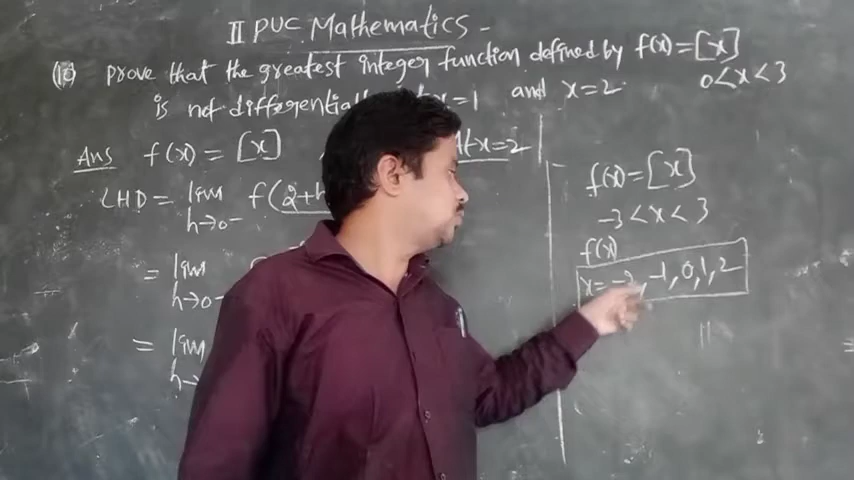 II PUC Mathematics -
(10) prove that the greatest integer function defined by f(x) = [x]
0<x<3
is not differentiable x=1 and x=2.
Ans f(x) = [x] At x=2
LHD = lim f(2+h
h→0-
= lim
h→0-
= lim
h→
f(x) = [x]
-3<x<3
f(x)
x = -2, -1, 0, 1, 2